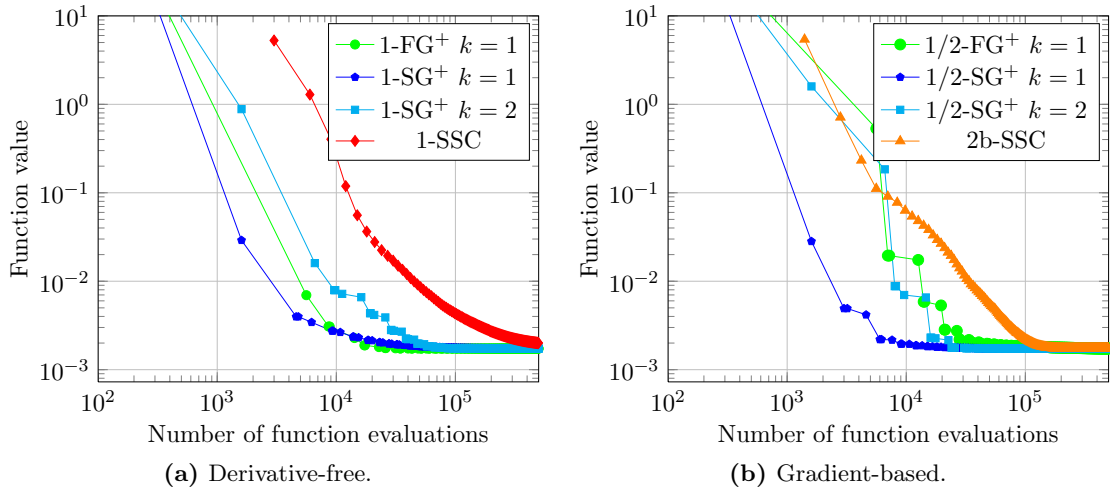 10^1
10^0
10^−1
10^−2
10^−3
Function value
1-FG^+ k = 1
1-SG^+ k = 1
1-SG^+ k = 2
1-SSC
10^2
10^3
10^4
10^5
Number of function evaluations
(a) Derivative-free.
10^1
10^0
10^−1
10^−2
10^−3
Function value
1/2-FG^+ k = 1
1/2-SG^+ k = 1
1/2-SG^+ k = 2
2b-SSC
10^2
10^3
10^4
10^5
Number of function evaluations
(b) Gradient-based.